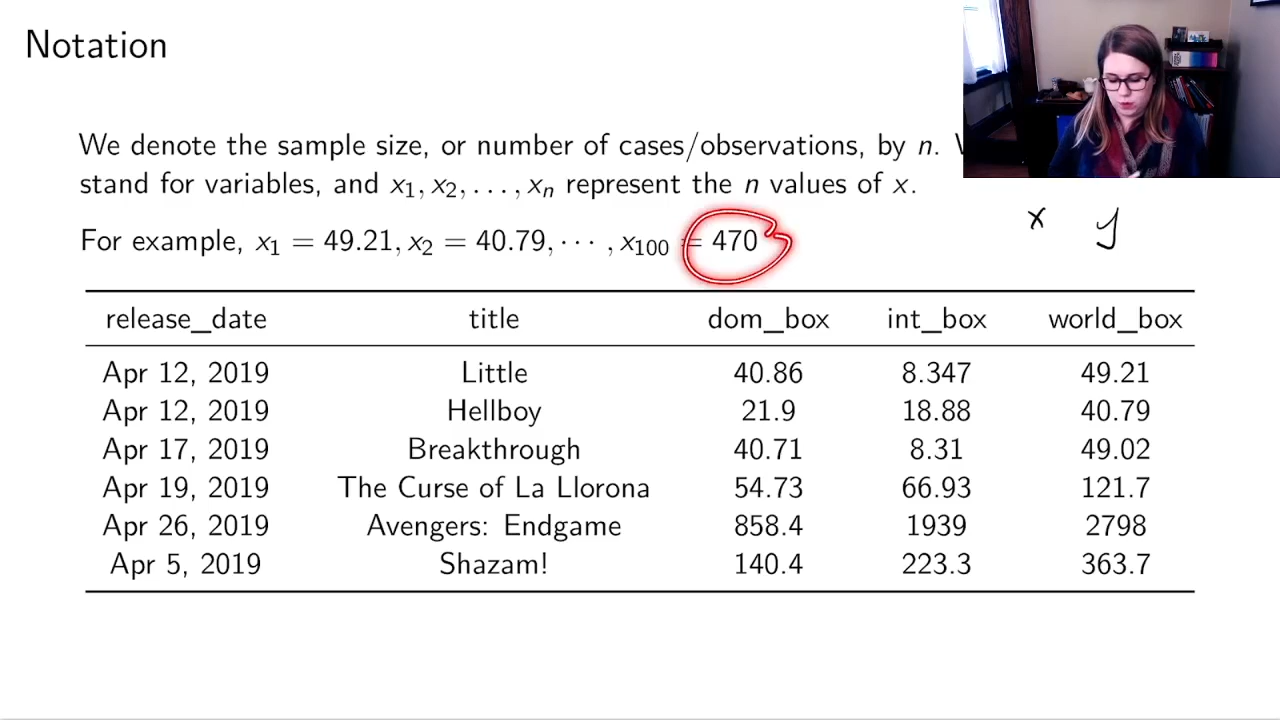 Notation
We denote the sample size, or number of cases/observations, by n.
stand for variables, and x₁, x₂, . . . , xₙ represent the n values of x.
x y
For example, x₁ = 49.21, x₂ = 40.79, · · · , x₁₀₀ = 470
release_date title dom_box int_box world_box
Apr 12, 2019 Little 40.86 8.347 49.21
Apr 12, 2019 Hellboy 21.9 18.88 40.79
Apr 17, 2019 Breakthrough 40.71 8.31 49.02
Apr 19, 2019 The Curse of La Llorona 54.73 66.93 121.7
Apr 26, 2019 Avengers: Endgame 858.4 1939 2798
Apr 5, 2019 Shazam! 140.4 223.3 363.7